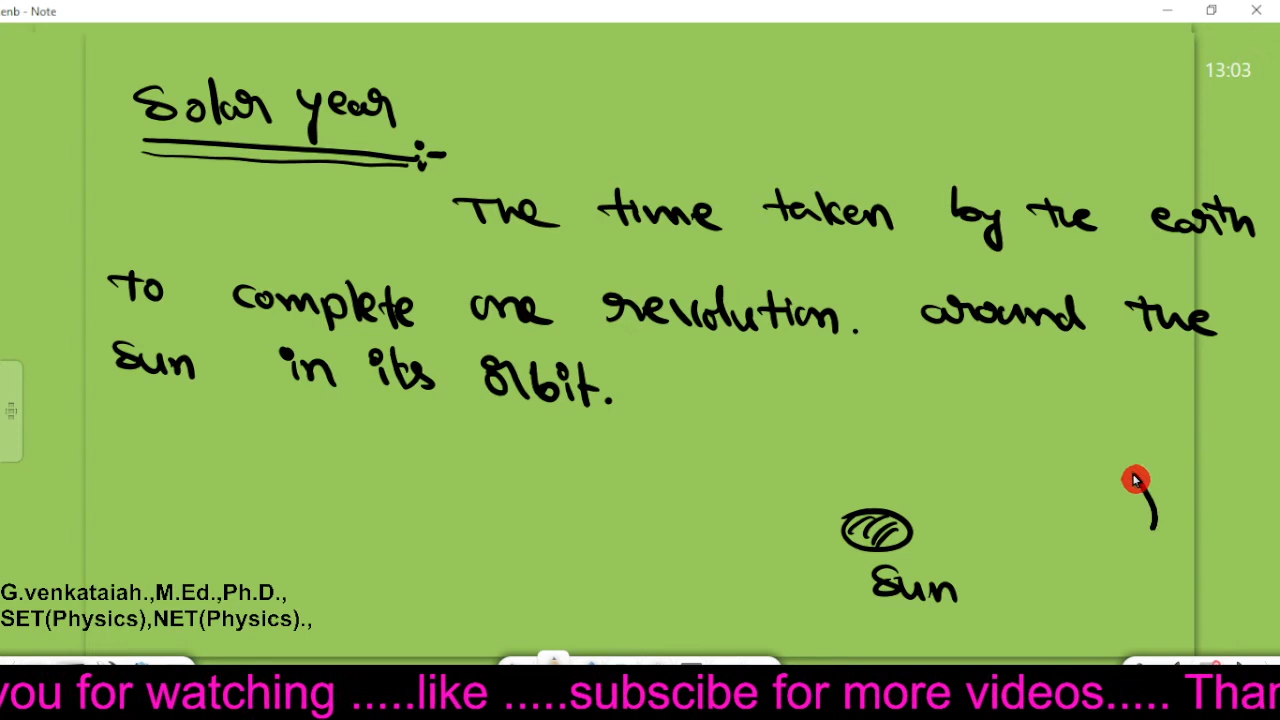 enb - Note
13:03
Solar year :-
The time taken by the earth
to complete one revolution. around the
sun in its orbit.
Sun
G.venkataiah.,M.Ed.,Ph.D.,
SET(Physics),NET(Physics).,
you for watching .....like .....subscibe for more videos..... Than